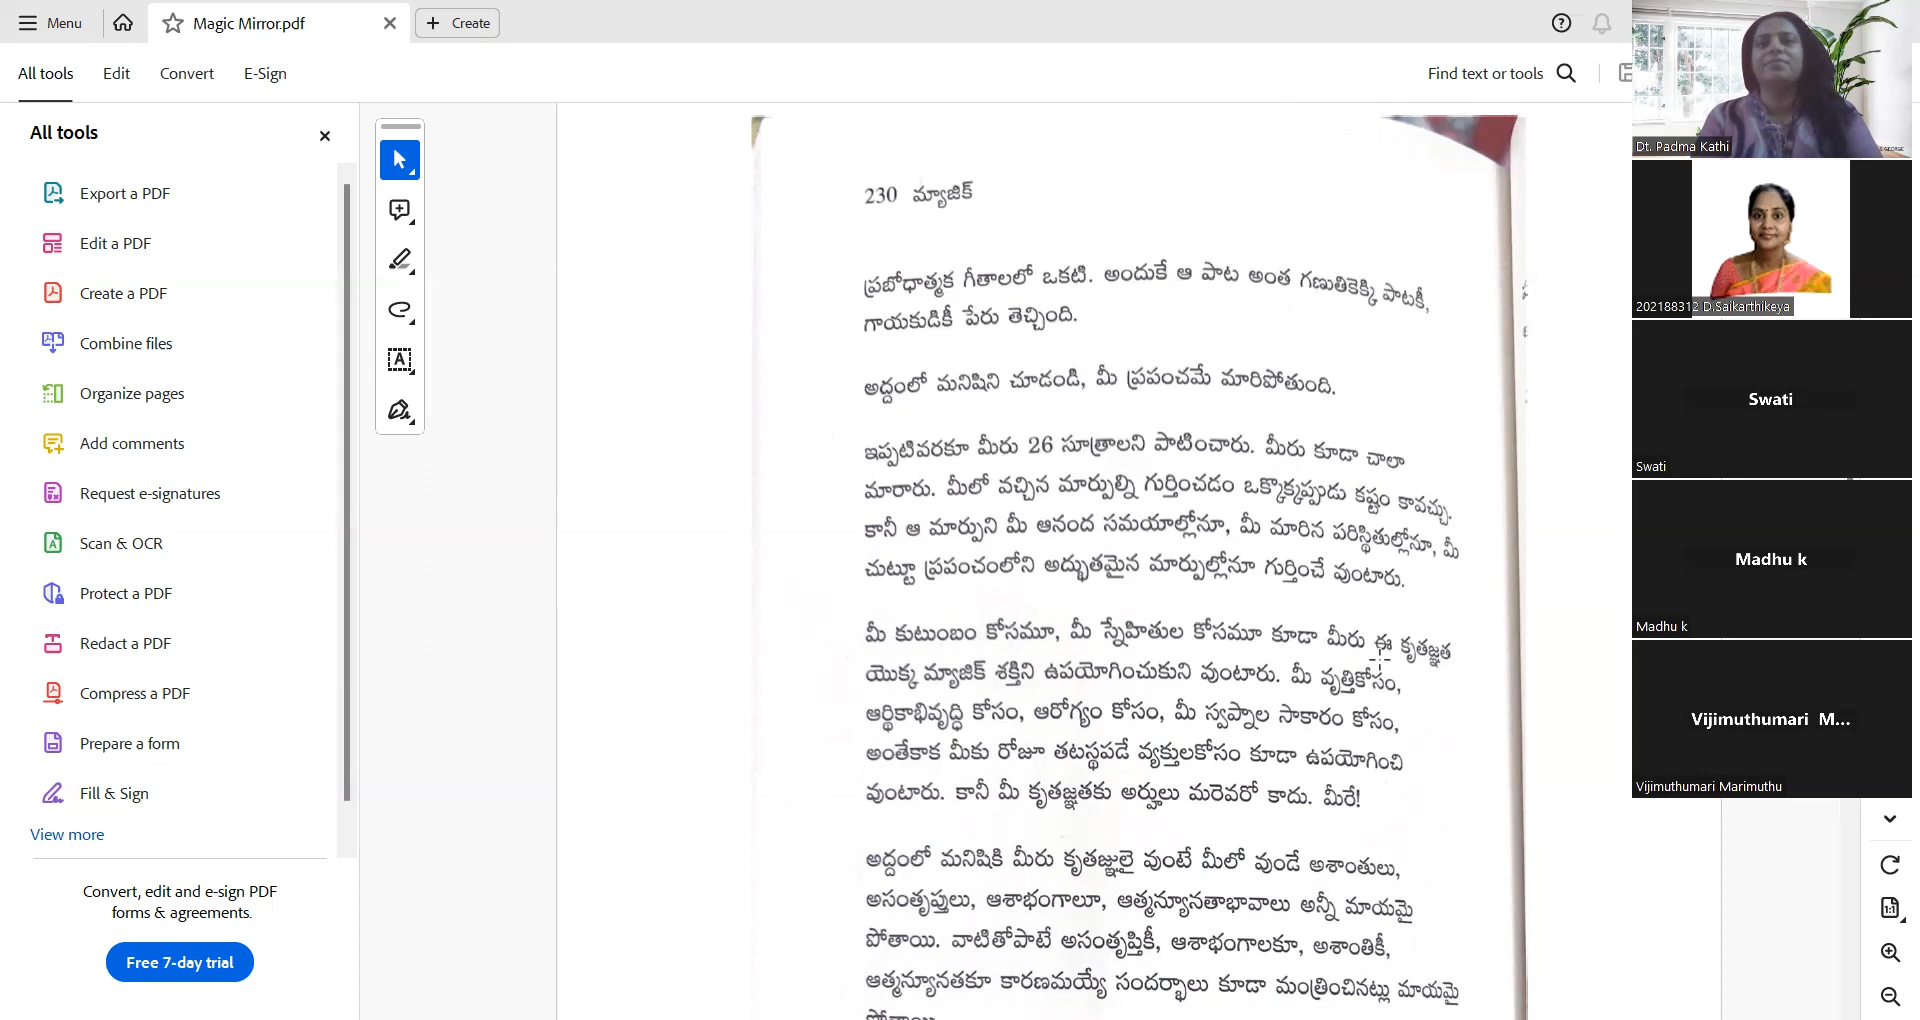 Menu
Magic Mirror.pdf
Create
All tools
Edit
Convert
E-Sign
Find text or tools
All tools
Export a PDF
Edit a PDF
Create a PDF
Combine files
Organize pages
Add comments
Request e-signatures
Scan & OCR
Protect a PDF
Redact a PDF
Compress a PDF
Prepare a form
Fill & Sign
View more
Convert, edit and e-sign PDF
forms & agreements.
Free 7-day trial
230 మ్యాజిక్
ప్రబోధాత్మక గీతాలలో ఒకటి. అందుకే ఆ పాట అంత గణుతికెక్కి పాటకీ,
గాయకుడికీ పేరు తెచ్చింది.
అద్దంలో మనిషిని చూడండి, మీ ప్రపంచమే మారిపోతుంది.
ఇప్పటివరకూ మీరు 26 సూత్రాలని పాటించారు. మీరు కూడా చాలా
మారారు. మీలో వచ్చిన మార్పుల్ని గుర్తించడం ఒక్కొక్కప్పుడు కష్టం కావచ్చు.
కానీ ఆ మార్పుని మీ ఆనంద సమయాల్లోనూ, మీ మారిన పరిస్థితుల్లోనూ, మీ
చుట్టూ ప్రపంచంలోని అద్భుతమైన మార్పుల్లోనూ గుర్తించే వుంటారు.
మీ కుటుంబం కోసమూ, మీ స్నేహితుల కోసమూ కూడా మీరు ఈ కృతజ్ఞత
యొక్క మ్యాజిక్ శక్తిని ఉపయోగించుకుని వుంటారు. మీ వృత్తికోసం,
ఆర్థికాభివృద్ధి కోసం, ఆరోగ్యం కోసం, మీ స్వప్నాల సాకారం కోసం,
అంతేకాక మీకు రోజూ తటస్థపడే వ్యక్తులకోసం కూడా ఉపయోగించి
వుంటారు. కానీ మీ కృతజ్ఞతకు అర్హులు మరెవరో కాదు. మీరే!
అద్దంలో మనిషికి మీరు కృతజ్ఞులై వుంటే మీలో వుండే అశాంతులు,
అసంతృప్తులు, ఆశాభంగాలూ, ఆత్మన్యూనతాభావాలు అన్నీ మాయమై
పోతాయి. వాటితోపాటే అసంతృప్తికీ, ఆశాభంగాలకూ, అశాంతికీ,
ఆత్మన్యూనతకూ కారణమయ్యే సందర్భాలు కూడా మంత్రించినట్లు మాయమై
Dt. Padma Kathi
202188312 D.Saikarthikeya
Swati
Swati
Madhu k
Madhu k
Vijimuthumari M...
Vijimuthumari Marimuthu
1:1